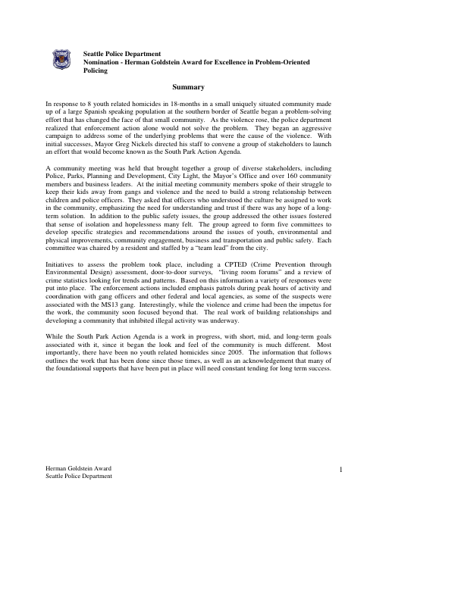 Seattle Police Department
Nomination - Herman Goldstein Award for Excellence in Problem-Oriented
Policing
Summary
In response to 8 youth related homicides in 18-months in a small uniquely situated community made
up of a large Spanish speaking population at the southern border of Seattle began a problem-solving
effort that has changed the face of that small community. As the violence rose, the police department
realized that enforcement action alone would not solve the problem. They began an aggressive
campaign to address some of the underlying problems that were the cause of the violence. With
initial successes, Mayor Greg Nickels directed his staff to convene a group of stakeholders to launch
an effort that would become known as the South Park Action Agenda.
A community meeting was held that brought together a group of diverse stakeholders, including
Police, Parks, Planning and Development, City Light, the Mayor's Office and over 160 community
members and business leaders. At the initial meeting community members spoke of their struggle to
keep their kids away from gangs and violence and the need to build a strong relationship between
children and police officers. They asked that officers who understood the culture be assigned to work
in the community, emphasizing the need for understanding and trust if there was any hope of a long-
term solution. In addition to the public safety issues, the group addressed the other issues fostered
that sense of isolation and hopelessness many felt. The group agreed to form five committees to
develop specific strategies and recommendations around the issues of youth, environmental and
physical improvements, community engagement, business and transportation and public safety. Each
committee was chaired by a resident and staffed by a "team lead" from the city.
Initiatives to assess the problem took place, including a CPTED (Crime Prevention through
Environmental Design) assessment, door-to-door surveys, "living room forums" and a review of
crime statistics looking for trends and patterns. Based on this information a variety of responses were
put into place. The enforcement actions included emphasis patrols during peak hours of activity and
coordination with gang officers and other federal and local agencies, as some of the suspects were
associated with the MS13 gang. Interestingly, while the violence and crime had been the impetus for
the work, the community soon focused beyond that. The real work of building relationships and
developing a community that inhibited illegal activity was underway.
While the South Park Action Agenda is a work in progress, with short, mid, and long-term goals
associated with it, since it began the look and feel of the community is much different. Most
importantly, there have been no youth related homicides since 2005. The information that follows
outlines the work that has been done since those times, as well as an acknowledgement that many of
the foundational supports that have been put in place will need constant tending for long term success.
Herman Goldstein Award
1
Seattle Police Department